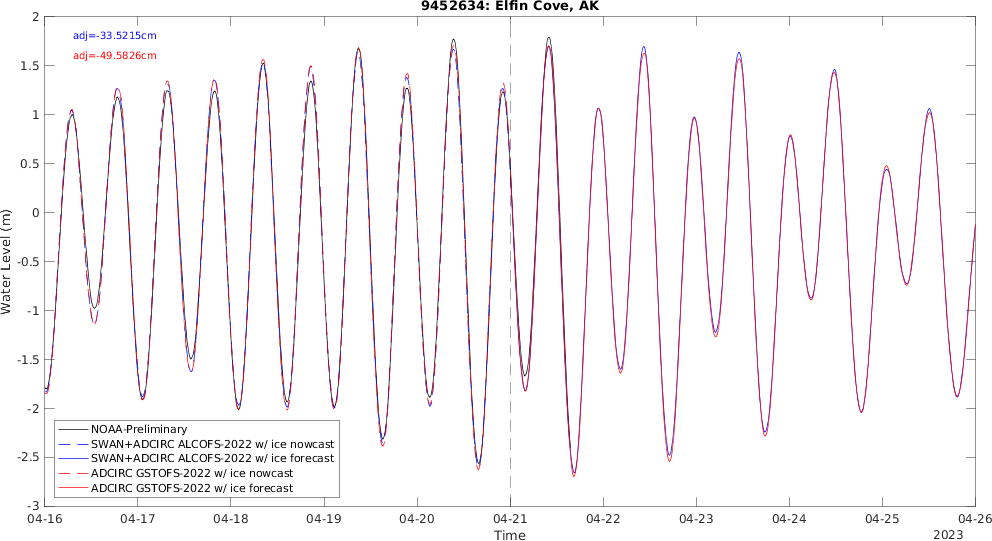 9452634: Elfin Cove, AK
adj=-33.5215cm
adj=-49.5826cm
Water Level (m)
2
1.5
1
0.5
0
-0.5
-1
-1.5
-2
-2.5
-3
NOAA-Preliminary
SWAN+ADCIRC ALCOFS-2022 w/ ice nowcast
SWAN+ADCIRC ALCOFS-2022 w/ ice forecast
ADCIRC GSTOFS-2022 w/ ice nowcast
ADCIRC GSTOFS-2022 w/ ice forecast
04-16 04-17 04-18 04-19 04-20 04-21 04-22 04-23 04-24 04-25 04-26
Time
2023